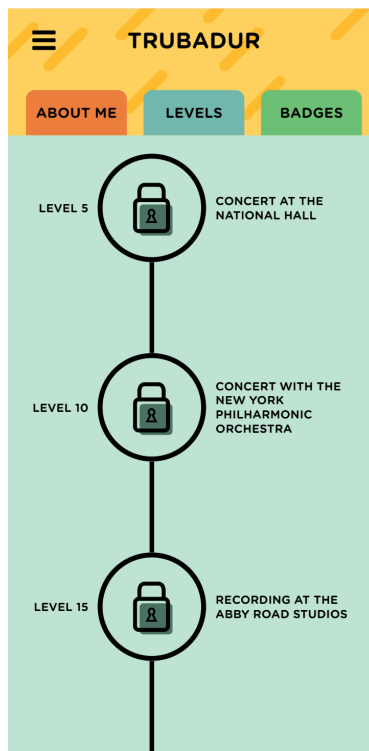 TRUBADUR
ABOUT ME
LEVELS
BADGES
LEVEL 5
CONCERT AT THE
NATIONAL HALL
LEVEL 10
CONCERT WITH THE
NEW YORK
PHILHARMONIC
ORCHESTRA
LEVEL 15
RECORDING AT THE
ABBY ROAD STUDIOS